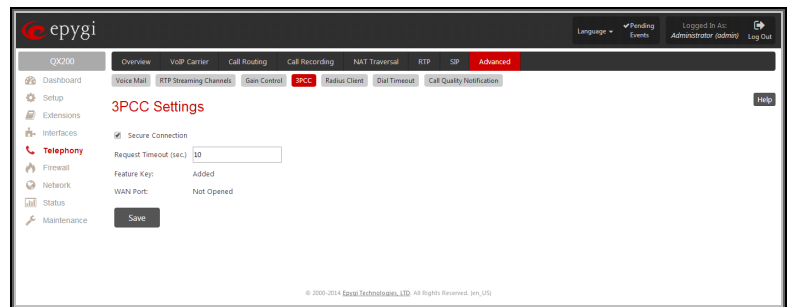 epygi
Language
Pending Events
Logged In As:
Administrator (admin)
Log Out
QX200
Overview VoIP Carrier Call Routing Call Recording NAT Traversal RTP SIP Advanced
Dashboard
Setup
Extensions
Interfaces
Telephony
Firewall
Network
Status
Maintenance
Voice Mail RTP Streaming Channels Gain Control 3PCC Radius Client Dial Timeout Call Quality Notification
Help
3PCC Settings
Secure Connection
Request Timeout (sec.) 10
Feature Key: Added
WAN Port: Not Opened
Save
© 2000-2014 Epygi Technologies, LTD. All Rights Reserved. (en_US)